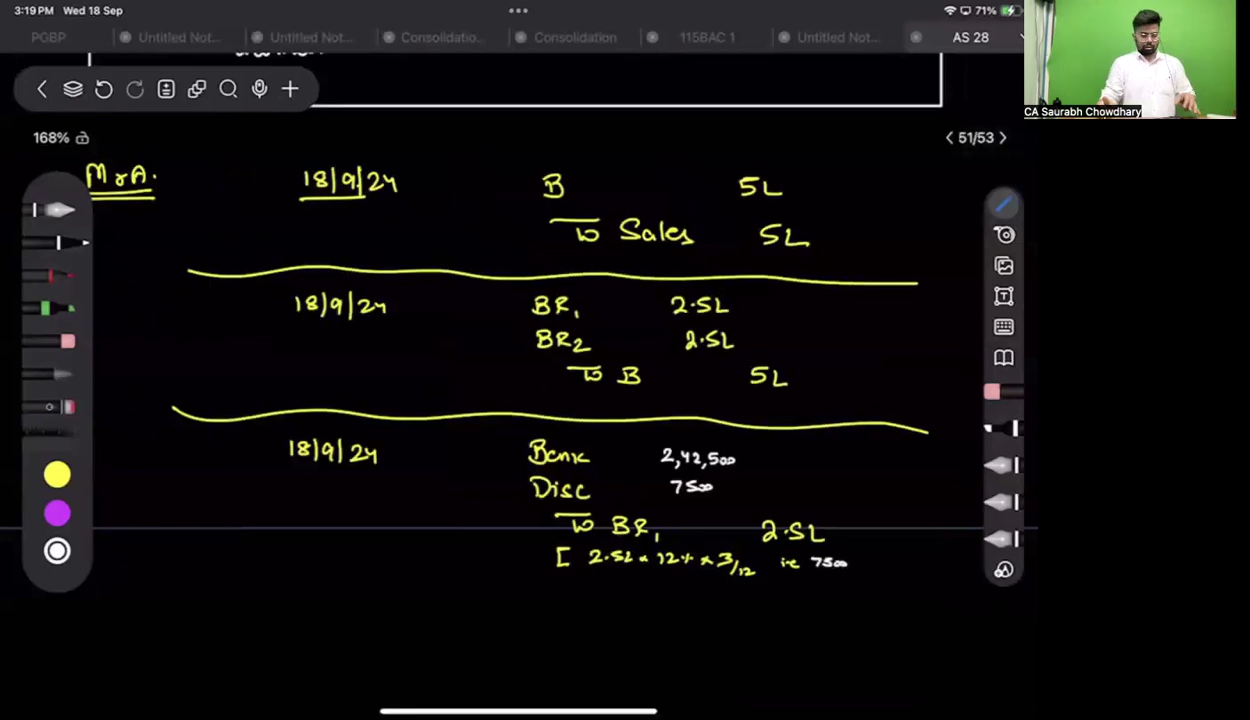 3:19 PM Wed 18 Sep
71%
PGBP
Untitled Not...
Untitled Not...
Consolidatio...
Consolidation
115BAC 1
Untitled Not...
AS 28
CA Saurabh Chowdhary
168%
51/53
Mr A. 18/9/24 B 5L
To Sales 5L
18/9/24 BR1 2.5L
BR2 2.5L
To B 5L
18/9/24 Bank 2,42,500
Disc 7500
To BR1 2.5L
[ 2.5L × 12% × 3/12 i.e 7500